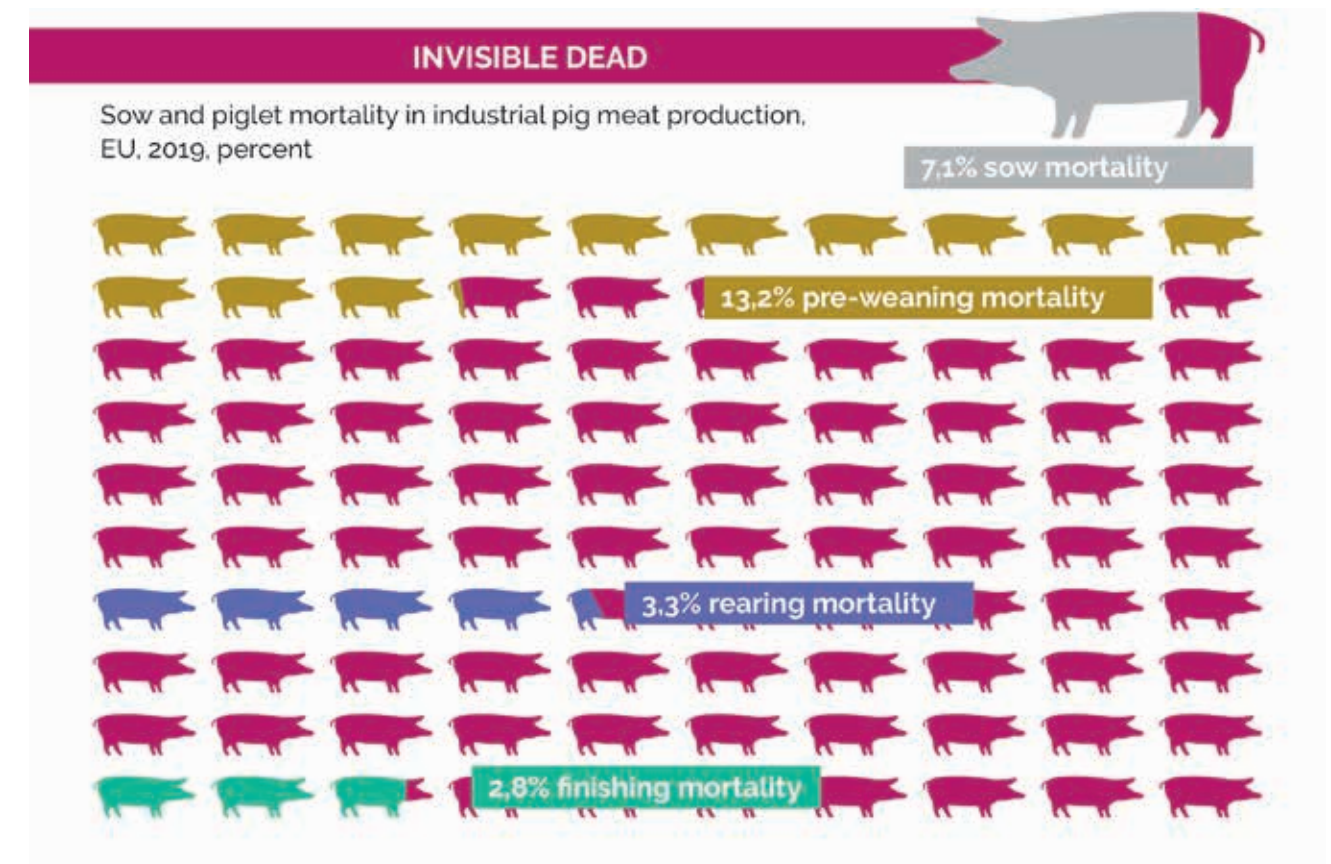 INVISIBLE DEAD
Sow and piglet mortality in industrial pig meat production,
EU, 2019, percent
7,1% sow mortality
13,2% pre-weaning mortality
3,3% rearing mortality
2,8% finishing mortality